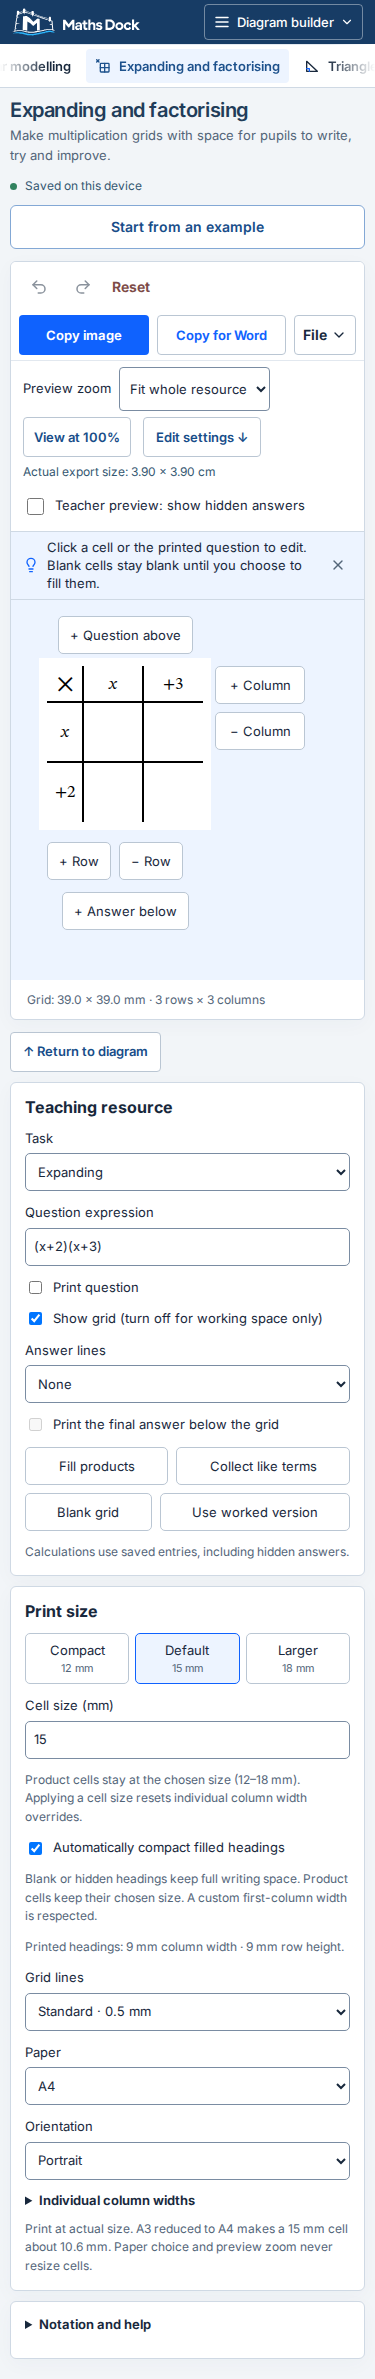 Maths Dock
Diagram builder
r modelling
Expanding and factorising
Triangle
Expanding and factorising
Make multiplication grids with space for pupils to write,
try and improve.
Saved on this device
Start from an example
Reset
Copy image
Copy for Word
File
Preview zoom
Fit whole resource
View at 100%
Edit settings ↓
Actual export size: 3.90 × 3.90 cm
Teacher preview: show hidden answers
Click a cell or the printed question to edit.
Blank cells stay blank until you choose to
fill them.
+ Question above
× x +3
+ Column
− Column
x
+2
+ Row
− Row
+ Answer below
Grid: 39.0 × 39.0 mm · 3 rows × 3 columns
↑ Return to diagram
Teaching resource
Task
Expanding
Question expression
(x+2)(x+3)
Print question
Show grid (turn off for working space only)
Answer lines
None
Print the final answer below the grid
Fill products
Collect like terms
Blank grid
Use worked version
Calculations use saved entries, including hidden answers.
Print size
Compact
12 mm
Default
15 mm
Larger
18 mm
Cell size (mm)
15
Product cells stay at the chosen size (12–18 mm).
Applying a cell size resets individual column width
overrides.
Automatically compact filled headings
Blank or hidden headings keep full writing space. Product
cells keep their chosen size. A custom first-column width
is respected.
Printed headings: 9 mm column width · 9 mm row height.
Grid lines
Standard · 0.5 mm
Paper
A4
Orientation
Portrait
Individual column widths
Print at actual size. A3 reduced to A4 makes a 15 mm cell
about 10.6 mm. Paper choice and preview zoom never
resize cells.
Notation and help